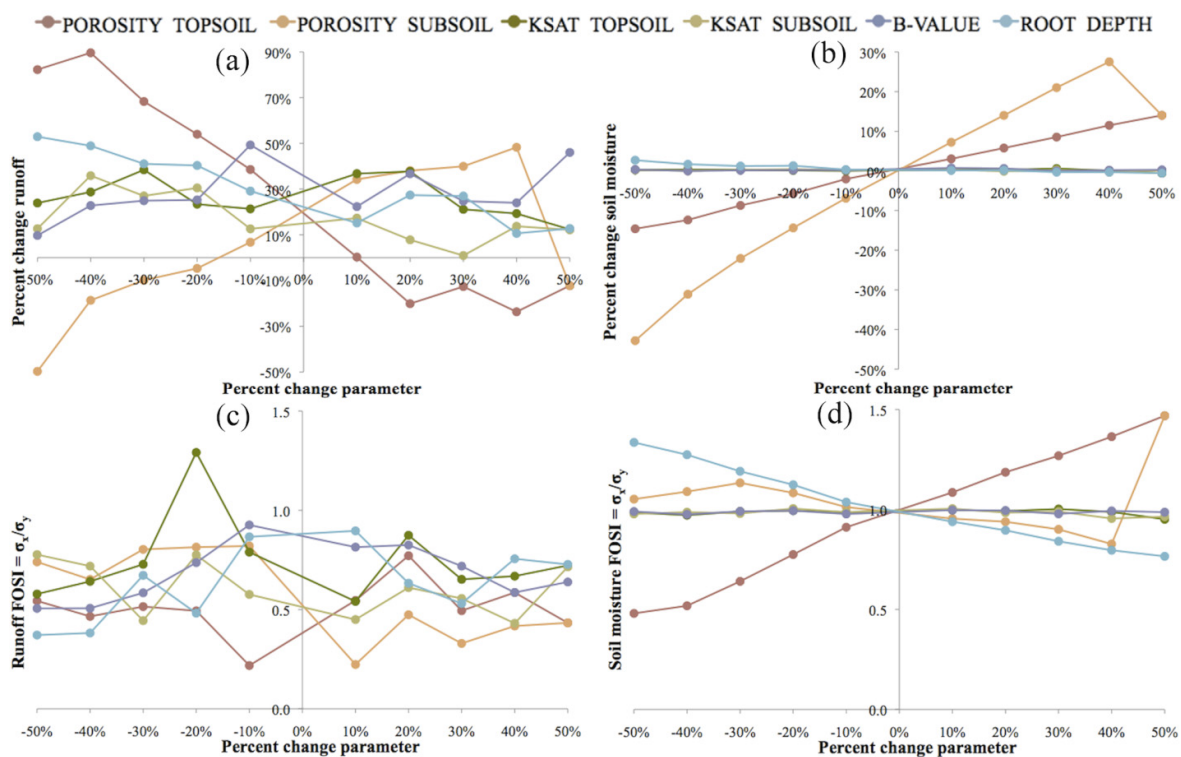 POROSITY TOPSOIL POROSITY SUBSOIL KSAT TOPSOIL KSAT SUBSOIL B-VALUE ROOT DEPTH
(a)
90%
70%
50%
30%
10%
-10%
-30%
-50%
-50% -40% -30% -20% -10% 0% 10% 20% 30% 40% 50%
Percent change runoff
Percent change parameter
(b)
30%
20%
10%
0%
-10%
-20%
-30%
-40%
-50%
-50% -40% -30% -20% -10% 0% 10% 20% 30% 40% 50%
Percent change soil moisture
Percent change parameter
(c)
1.5
1.0
0.5
0.0
-50% -40% -30% -20% -10% 0% 10% 20% 30% 40% 50%
Runoff FOSI = σx/σy
Percent change parameter
(d)
1.5
1.0
0.5
0.0
-50% -40% -30% -20% -10% 0% 10% 20% 30% 40% 50%
Soil moisture FOSI = σx/σy
Percent change parameter